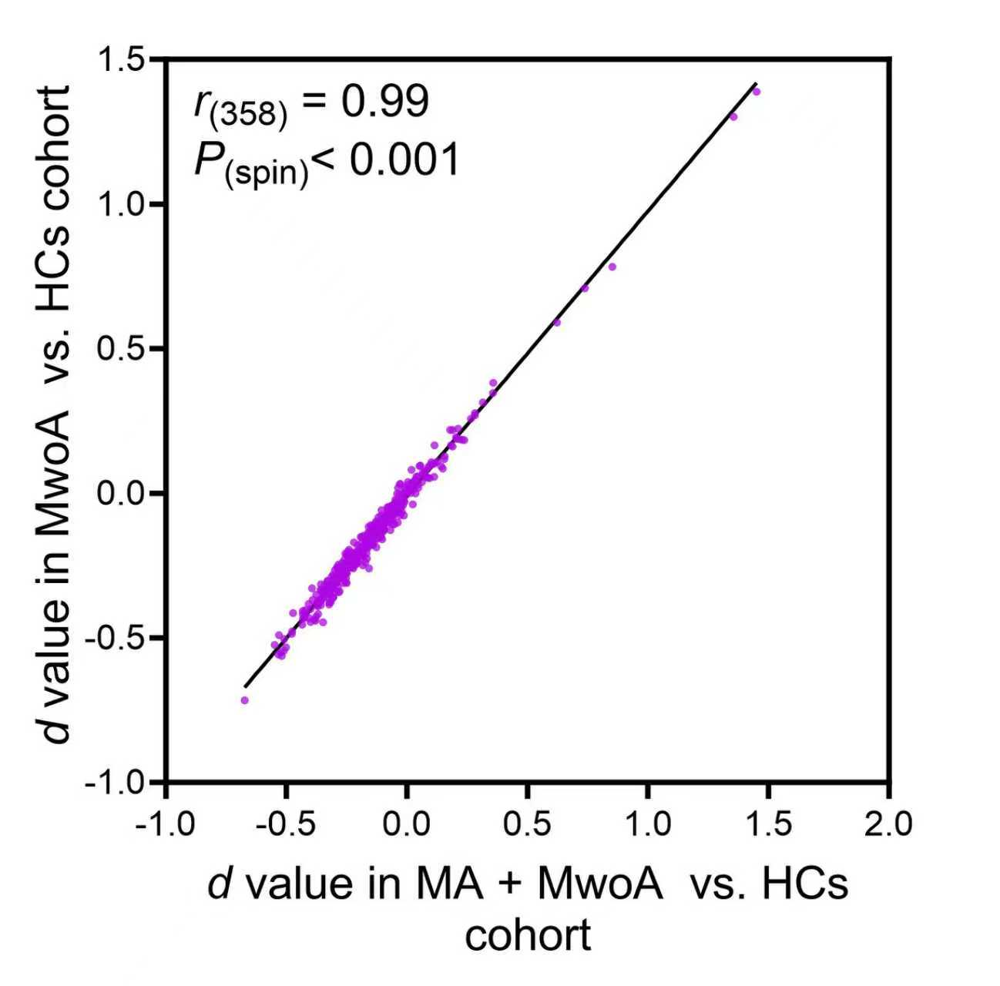 r(358) = 0.99
P(spin)< 0.001
1.5
1.0
0.5
0.0
-0.5
-1.0
d value in MwoA vs. HCs cohort
-1.0 -0.5 0.0 0.5 1.0 1.5 2.0
d value in MA + MwoA vs. HCs
cohort